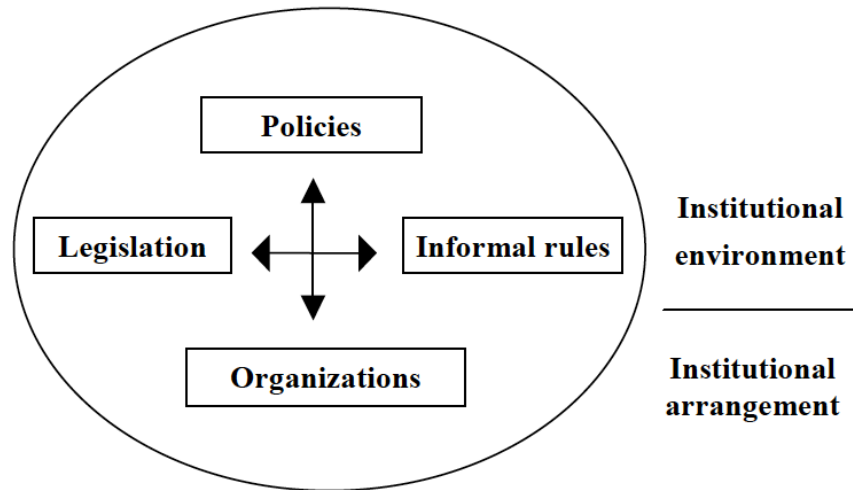 Policies
Legislation
Informal rules
Organizations
Institutional
environment
Institutional
arrangement